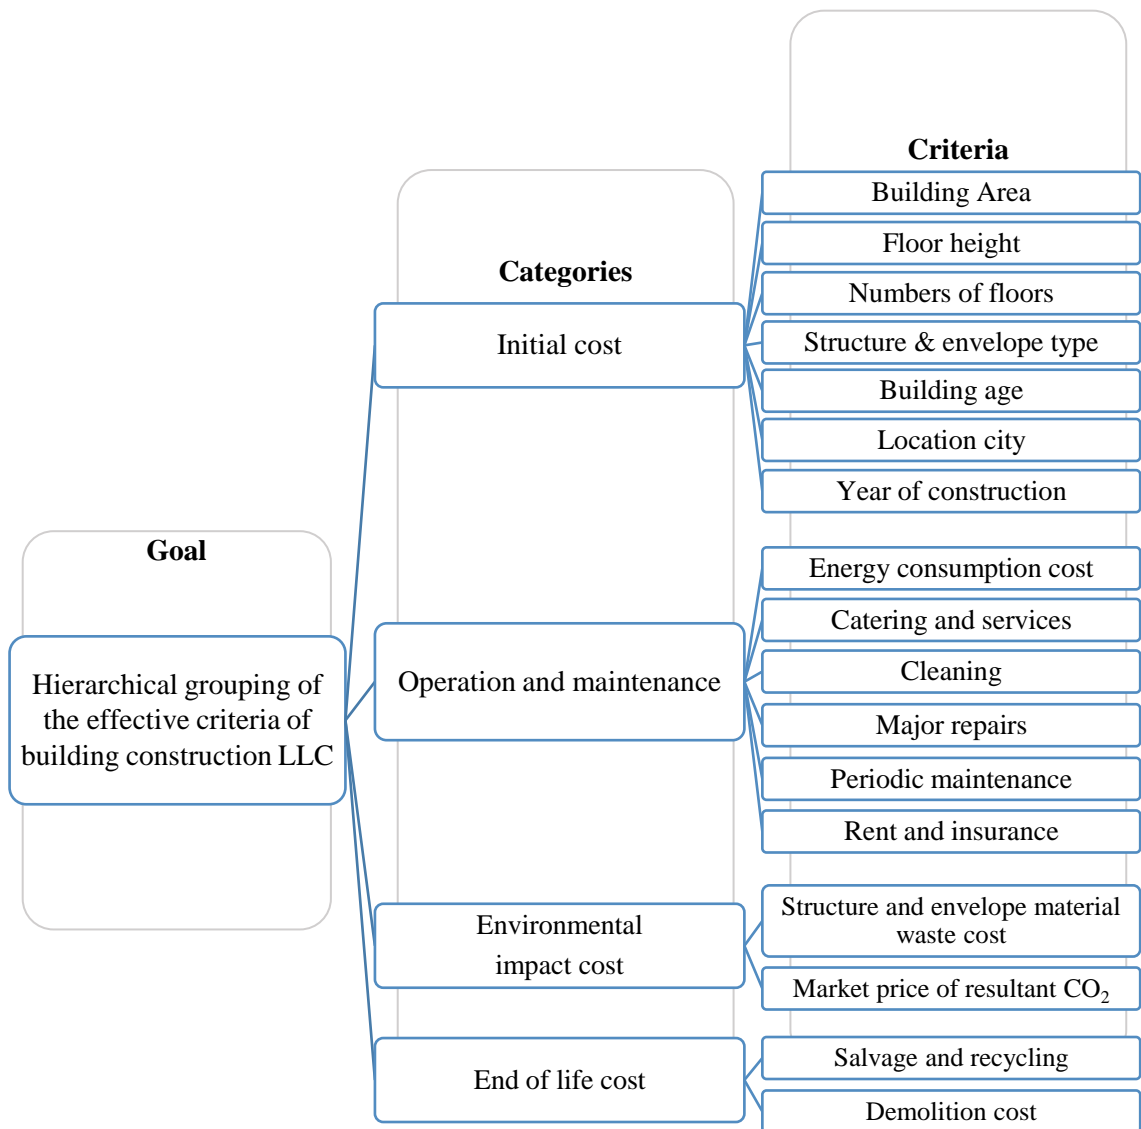 Goal
Hierarchical grouping of
the effective criteria of
building construction LLC
Categories
Initial cost
Operation and maintenance
Environmental
impact cost
End of life cost
Criteria
Building Area
Floor height
Numbers of floors
Structure & envelope type
Building age
Location city
Year of construction
Energy consumption cost
Catering and services
Cleaning
Major repairs
Periodic maintenance
Rent and insurance
Structure and envelope material
waste cost
Market price of resultant CO₂
Salvage and recycling
Demolition cost